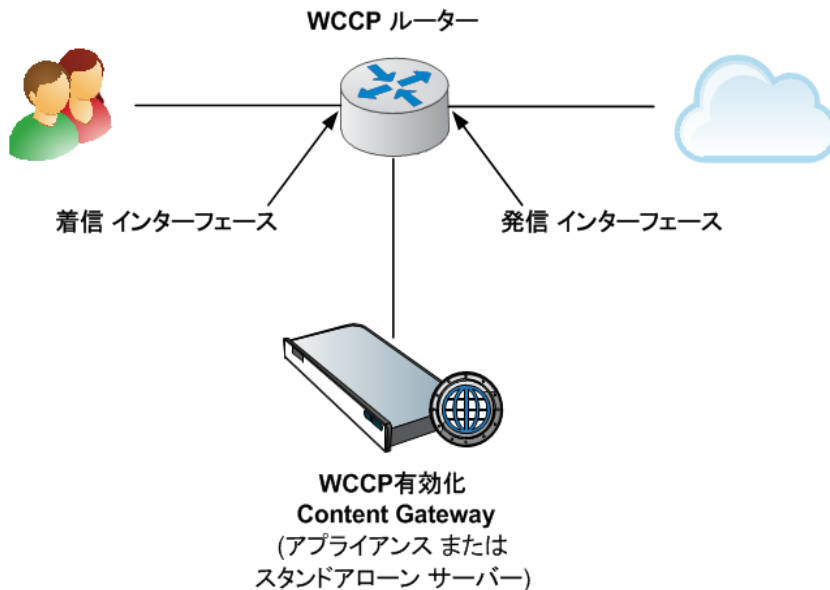 WCCP ルーター
着信 インターフェース
発信 インターフェース
WCCP有効化
Content Gateway
(アプライアンス または
スタンドアローン サーバー)